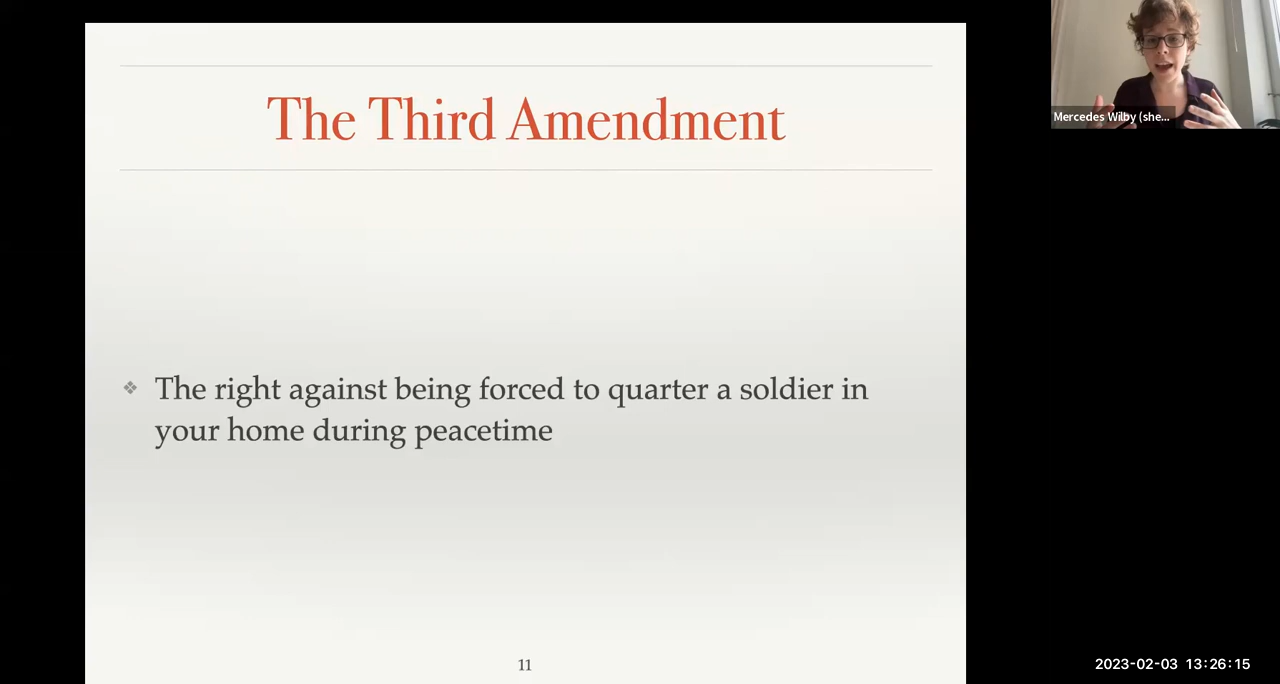 The Third Amendment
Mercedes Wilby (she...
❖ The right against being forced to quarter a soldier in
your home during peacetime
11
2023-02-03 13:26:15